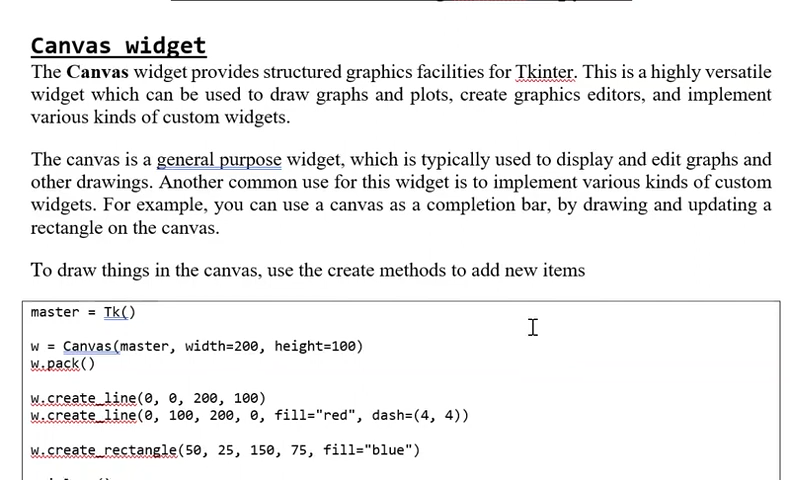 Canvas widget
The Canvas widget provides structured graphics facilities for Tkinter. This is a highly versatile
widget which can be used to draw graphs and plots, create graphics editors, and implement
various kinds of custom widgets.
The canvas is a general purpose widget, which is typically used to display and edit graphs and
other drawings. Another common use for this widget is to implement various kinds of custom
widgets. For example, you can use a canvas as a completion bar, by drawing and updating a
rectangle on the canvas.
To draw things in the canvas, use the create methods to add new items
master = Tk()
w = Canvas(master, width=200, height=100)
w.pack()
w.create_line(0, 0, 200, 100)
w.create_line(0, 100, 200, 0, fill="red", dash=(4, 4))
w.create_rectangle(50, 25, 150, 75, fill="blue")